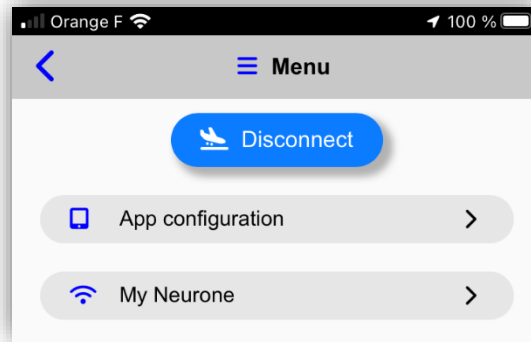 Orange F 100 %
Menu
Disconnect
App configuration
My Neurone